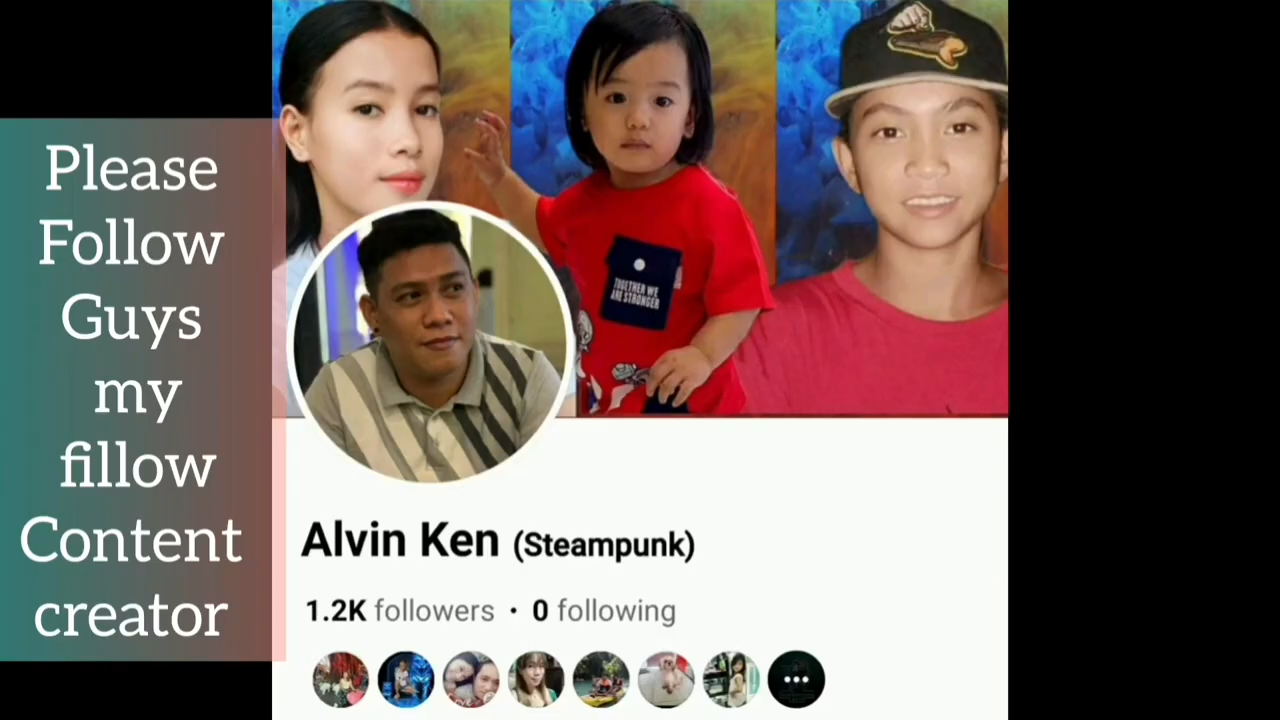 Please
Follow
Guys
my
fillow
Content
creator
TOGETHER WE
ARE STRONGER
Alvin Ken (Steampunk)
1.2K followers · 0 following